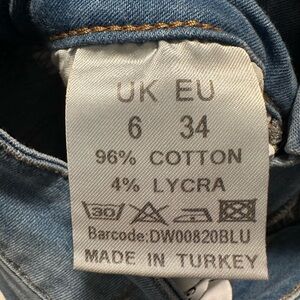 UK EU
6 34
96% COTTON
4% LYCRA
30
Barcode:DW00820BLU
MADE IN TURKEY